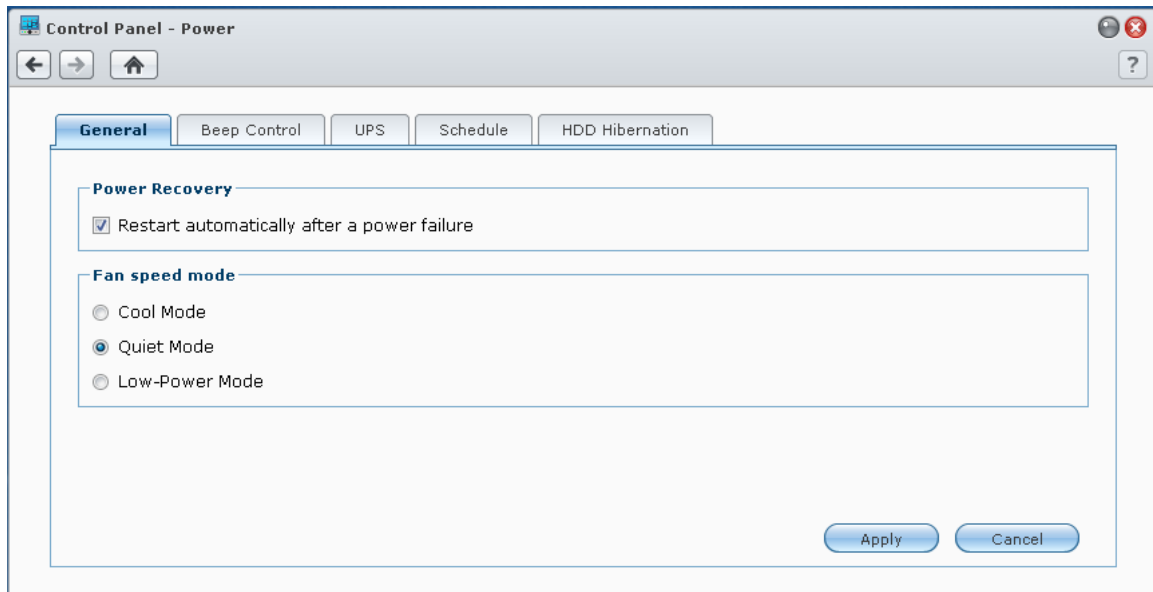 Control Panel - Power
?
General Beep Control UPS Schedule HDD Hibernation
Power Recovery
Restart automatically after a power failure
Fan speed mode
Cool Mode
Quiet Mode
Low-Power Mode
Apply Cancel